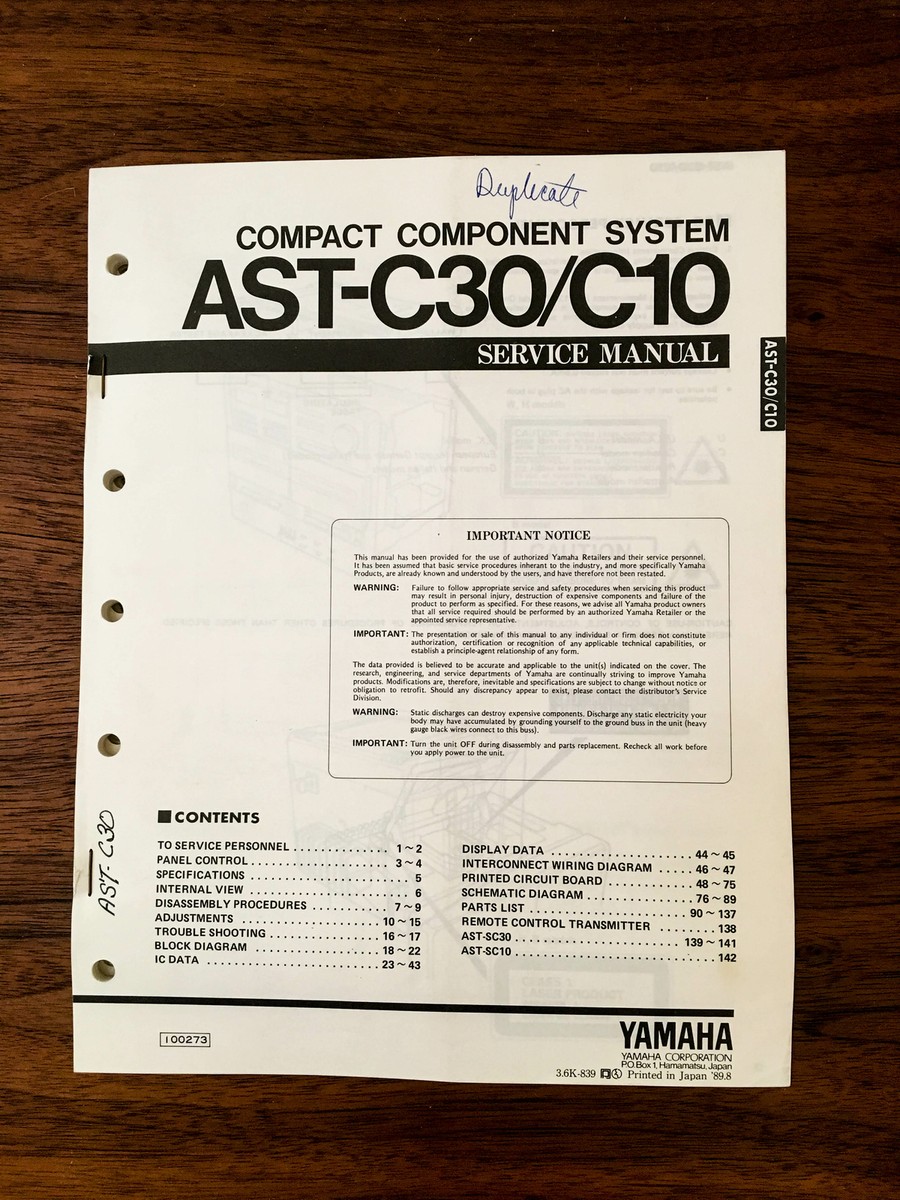 Duplicate
COMPACT COMPONENT SYSTEM
AST-C30/C10
SERVICE MANUAL
AST-C30/C10
IMPORTANT NOTICE
This manual has been provided for the use of authorized Yamaha Retailers and their service personnel.
It has been assumed that basic service procedures inherant to the industry, and more specifically Yamaha
Products, are already known and understood by the users, and have therefore not been restated.
WARNING: Failure to follow appropriate service and safety procedures when servicing this product
may result in personal injury, destruction of expensive components and failure of the
product to perform as specified. For these reasons, we advise all Yamaha product owners
that all service required should be performed by an authorized Yamaha Retailer or the
appointed service representative.
IMPORTANT: The presentation or sale of this manual to any individual or firm does not constitute
authorization, certification or recognition of any applicable technical capabilities, or
establish a principle-agent relationship of any form.
The data provided is believed to be accurate and applicable to the unit(s) indicated on the cover. The
research, engineering, and service departments of Yamaha are continually striving to improve Yamaha
products. Modifications are, therefore, inevitable and specifications are subject to change without notice or
obligation to retrofit. Should any discrepancy appear to exist, please contact the distributor's Service
Division.
WARNING: Static discharges can destroy expensive components. Discharge any static electricity your
body may have accumulated by grounding yourself to the ground buss in the unit (heavy
gauge black wires connect to this buss).
IMPORTANT: Turn the unit OFF during disassembly and parts replacement. Recheck all work before
you apply power to the unit.
AST-C30
■ CONTENTS
TO SERVICE PERSONNEL . . . . . . . . . . . . . 1 ~ 2
PANEL CONTROL . . . . . . . . . . . . . . . . . . . 3 ~ 4
SPECIFICATIONS . . . . . . . . . . . . . . . . . . . . 5
INTERNAL VIEW . . . . . . . . . . . . . . . . . . . . 6
DISASSEMBLY PROCEDURES . . . . . . . . . . . 7 ~ 9
ADJUSTMENTS . . . . . . . . . . . . . . . . . . . 10 ~ 15
TROUBLE SHOOTING . . . . . . . . . . . . . . . 16 ~ 17
BLOCK DIAGRAM . . . . . . . . . . . . . . . . . 18 ~ 22
IC DATA . . . . . . . . . . . . . . . . . . . . . . . . 23 ~ 43
DISPLAY DATA . . . . . . . . . . . . . . . . . . . 44 ~ 45
INTERCONNECT WIRING DIAGRAM . . . . . 46 ~ 47
PRINTED CIRCUIT BOARD . . . . . . . . . . . 48 ~ 75
SCHEMATIC DIAGRAM . . . . . . . . . . . . . . 76 ~ 89
PARTS LIST . . . . . . . . . . . . . . . . . . . . . 90 ~ 137
REMOTE CONTROL TRANSMITTER . . . . . . . . 138
AST-SC30 . . . . . . . . . . . . . . . . . . . . . . 139 ~ 141
AST-SC10 . . . . . . . . . . . . . . . . . . . . . . . . . . 142
100273
YAMAHA
YAMAHA CORPORATION
P.O.Box 1, Hamamatsu, Japan
3.6K-839 Printed in Japan '89.8